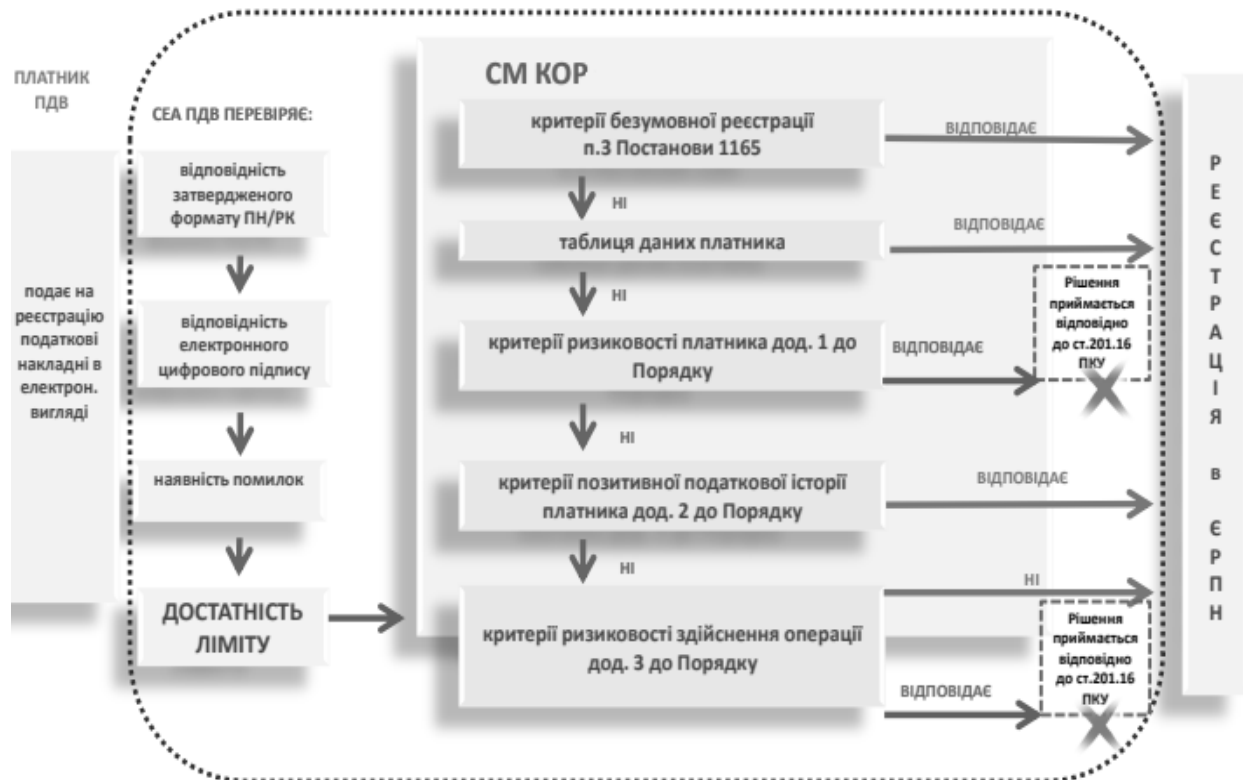 ПЛАТНИК
ПДВ
подає на
реєстрацію
податкові
накладні в
електрон.
вигляді
СЕА ПДВ ПЕРЕВІРЯЄ:
відповідність
затвердженого
формату ПН/РК
відповідність
електронного
цифрового підпису
наявність помилок
ДОСТАТНІСТЬ
ЛІМІТУ
СМ КОР
критерії безумовної реєстрації
п.3 Постанови 1165
ВІДПОВІДАЄ
НІ
таблиця даних платника
ВІДПОВІДАЄ
НІ
критерії ризиковості платника дод. 1 до
Порядку
ВІДПОВІДАЄ
Рішення
приймається
відповідно
до ст.201.16
ПКУ
НІ
критерії позитивної податкової історії
платника дод. 2 до Порядку
ВІДПОВІДАЄ
НІ
критерії ризиковості здійснення операції
дод. 3 до Порядку
НІ
ВІДПОВІДАЄ
Рішення
приймається
відповідно
до ст.201.16
ПКУ
РЕЄСТРАЦІЯ в ЄРПН